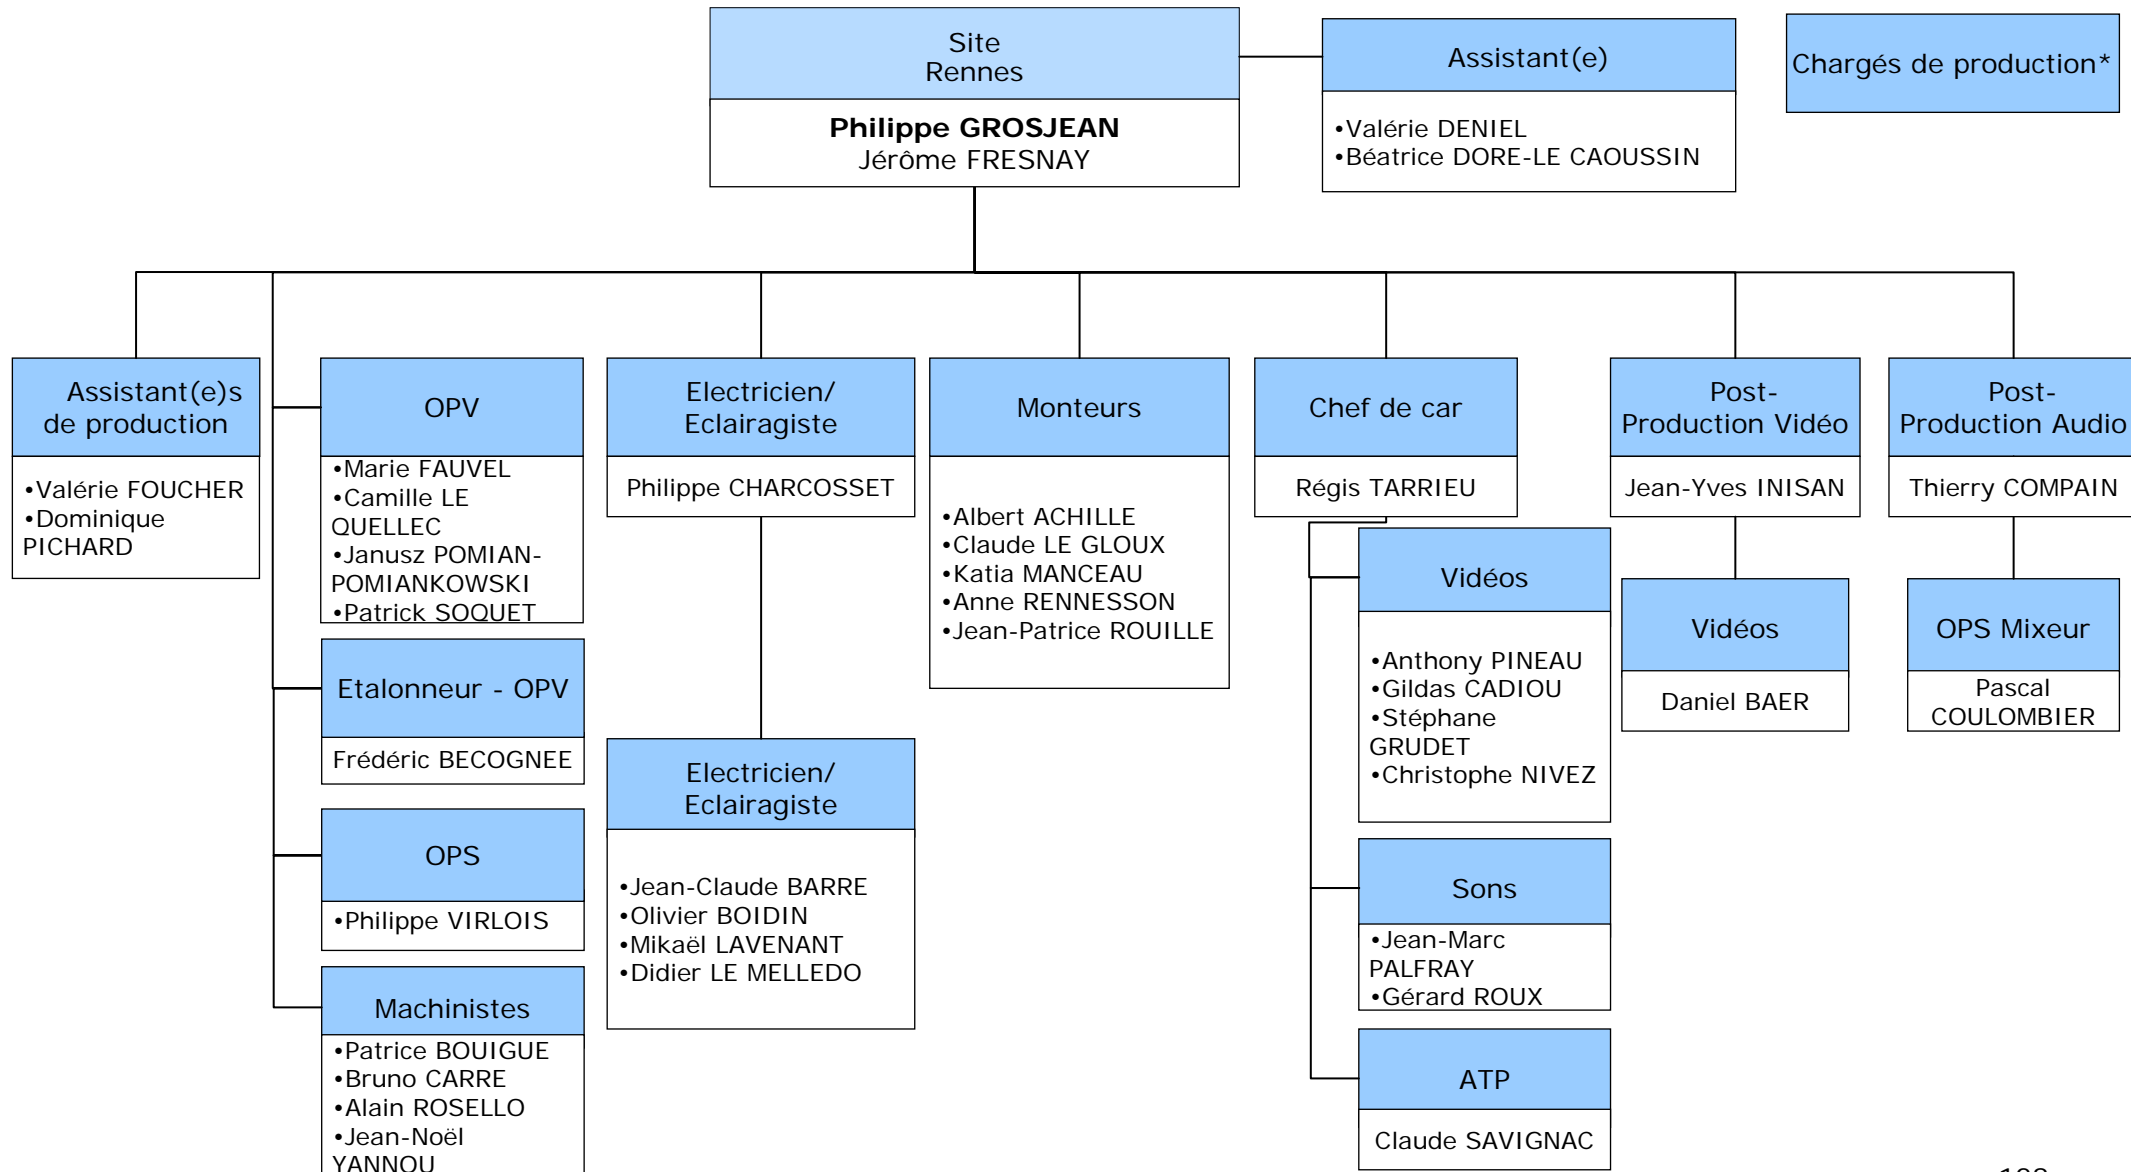 Site
Rennes
Philippe GROSJEAN
Jérôme FRESNAY
Assistant(e)
•Valérie DENIEL
•Béatrice DORE-LE CAOUSSIN
Chargés de production*
Assistant(e)s
de production
•Valérie FOUCHER
•Dominique
PICHARD
OPV
•Marie FAUVEL
•Camille LE
QUELLEC
•Janusz POMIAN-
POMIANKOWSKI
•Patrick SOQUET
Etalonneur - OPV
Frédéric BECOGNEE
OPS
•Philippe VIRLOIS
Machinistes
•Patrice BOUIGUE
•Bruno CARRE
•Alain ROSELLO
•Jean-Noël
YANNOU
Electricien/
Eclairagiste
Philippe CHARCOSSET
Electricien/
Eclairagiste
•Jean-Claude BARRE
•Olivier BOIDIN
•Mikaël LAVENANT
•Didier LE MELLEDO
Monteurs
•Albert ACHILLE
•Claude LE GLOUX
•Katia MANCEAU
•Anne RENNESSON
•Jean-Patrice ROUILLE
Chef de car
Régis TARRIEU
Vidéos
•Anthony PINEAU
•Gildas CADIOU
•Stéphane
GRUDET
•Christophe NIVEZ
Sons
•Jean-Marc
PALFRAY
•Gérard ROUX
ATP
Claude SAVIGNAC
Post-
Production Vidéo
Jean-Yves INISAN
Vidéos
Daniel BAER
Post-
Production Audio
Thierry COMPAIN
OPS Mixeur
Pascal
COULOMBIER